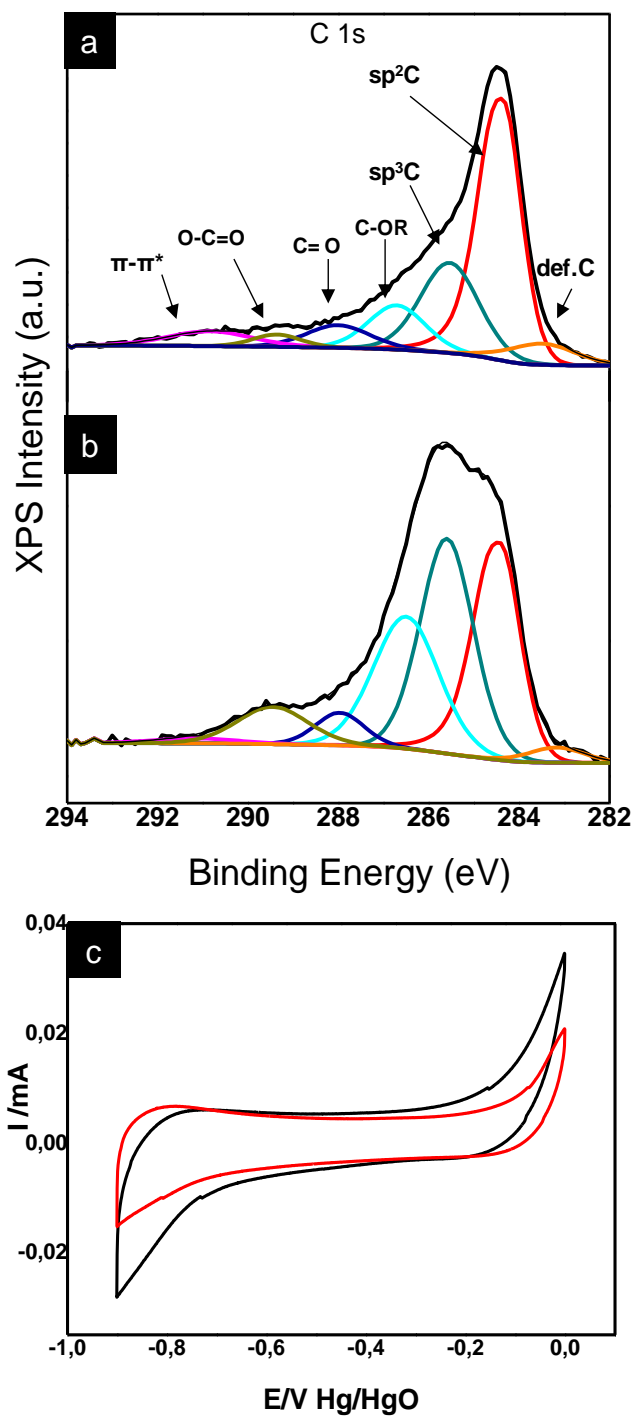 a
C 1s
sp²C
sp³C
C-OR
C= O
O-C=O
π-π*
def.C
XPS Intensity (a.u.)
b
294 292 290 288 286 284 282
Binding Energy (eV)
c
0,04
0,02
0,00
-0,02
I /mA
-1,0 -0,8 -0,6 -0,4 -0,2 0,0
E/V Hg/HgO